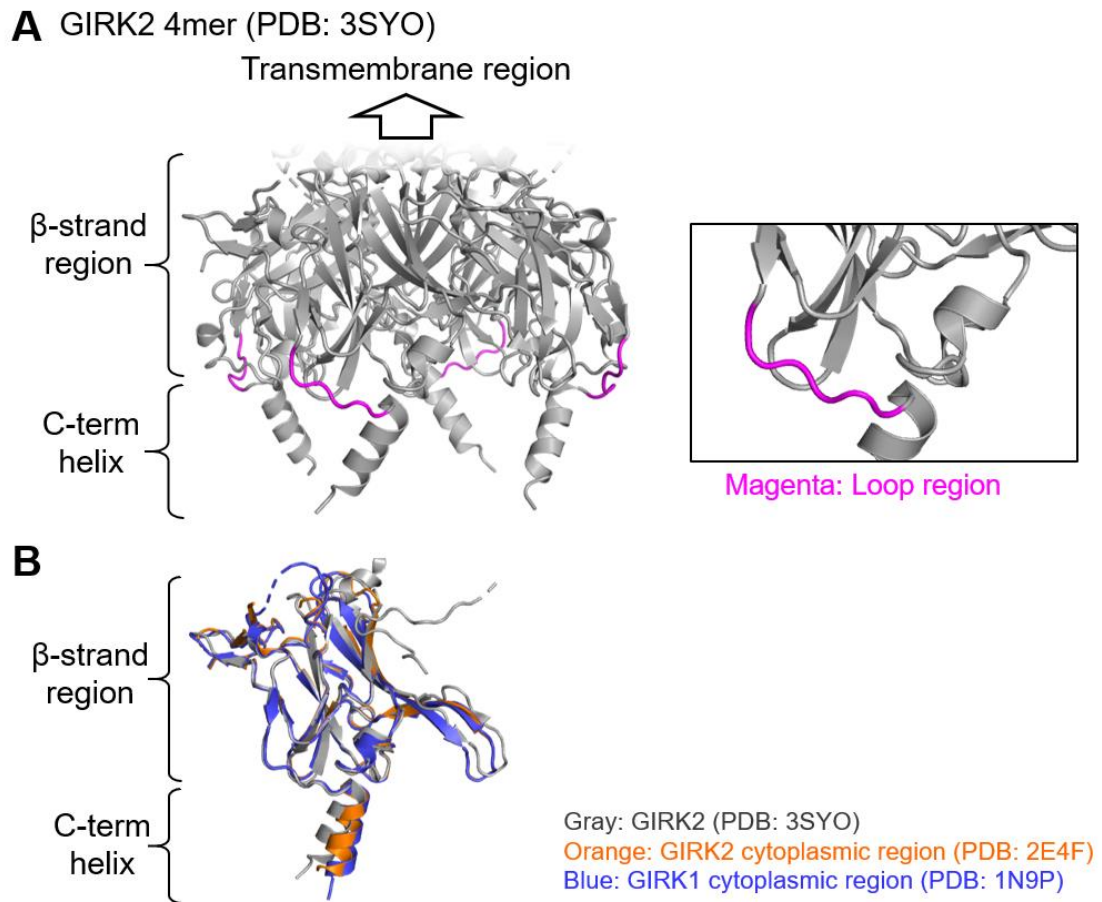 A GIRK2 4mer (PDB: 3SYO)
Transmembrane region
β-strand
region
C-term
helix
Magenta: Loop region
B
β-strand
region
C-term
helix
Gray: GIRK2 (PDB: 3SYO)
Orange: GIRK2 cytoplasmic region (PDB: 2E4F)
Blue: GIRK1 cytoplasmic region (PDB: 1N9P)